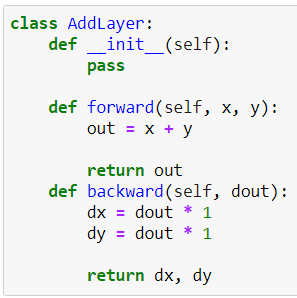 class AddLayer:
    def __init__(self):
        pass

    def forward(self, x, y):
        out = x + y

        return out
    def backward(self, dout):
        dx = dout * 1
        dy = dout * 1

        return dx, dy